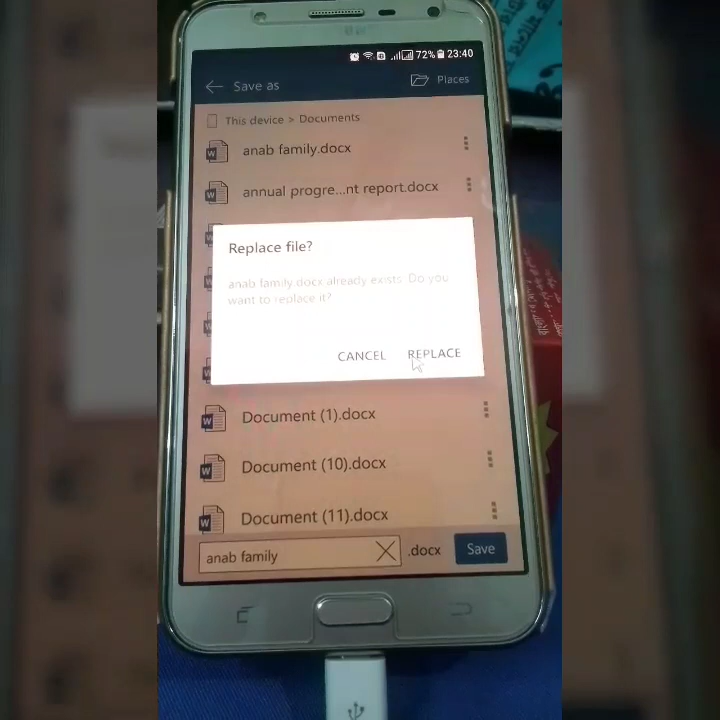 72% 23:40
Save as
Places
This device > Documents
anab family.docx
annual progre...nt report.docx
Replace file?
anab family.docx already exists. Do you
want to replace it?
CANCEL
REPLACE
Document (1).docx
Document (10).docx
Document (11).docx
anab family
.docx
Save